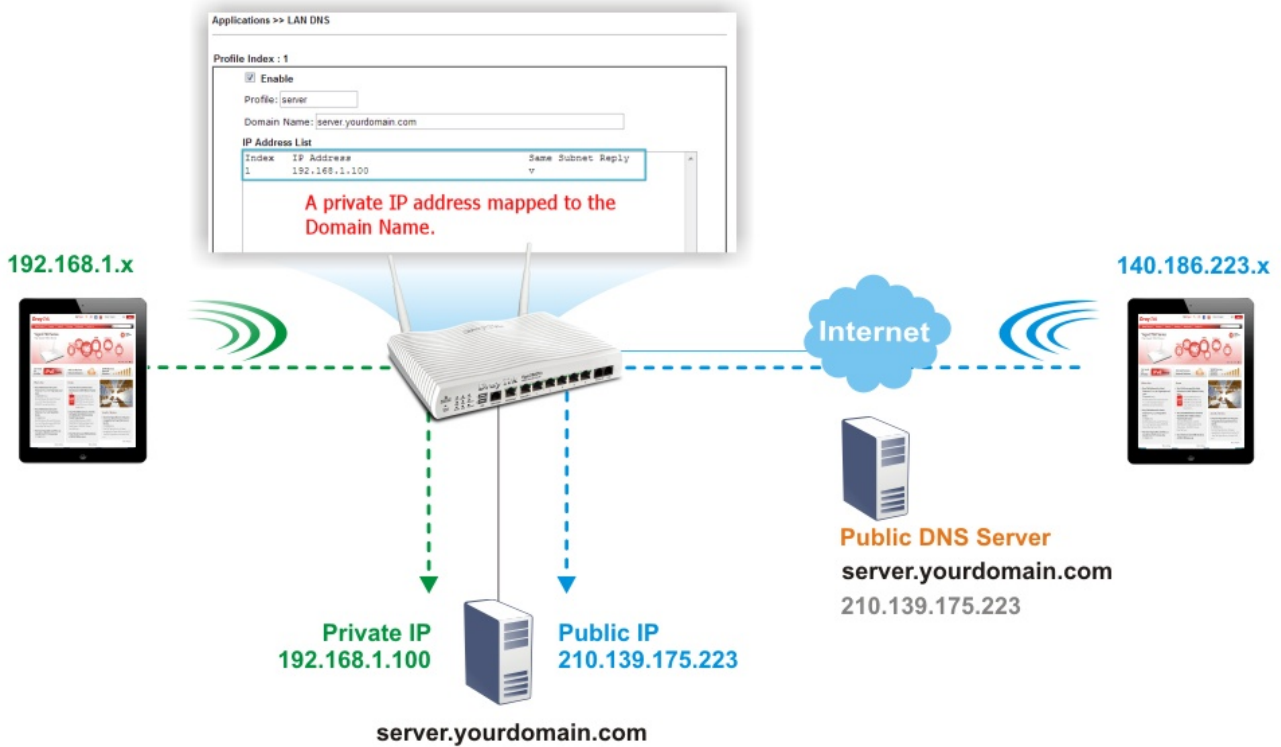 Applications >> LAN DNS
Profile Index : 1
Enable
Profile: server
Domain Name: server.yourdomain.com
IP Address List
Index IP Address Same Subnet Reply
1 192.168.1.100 v
A private IP address mapped to the
Domain Name.
192.168.1.x
140.186.223.x
Internet
Public DNS Server
server.yourdomain.com
210.139.175.223
Private IP
192.168.1.100
Public IP
210.139.175.223
server.yourdomain.com